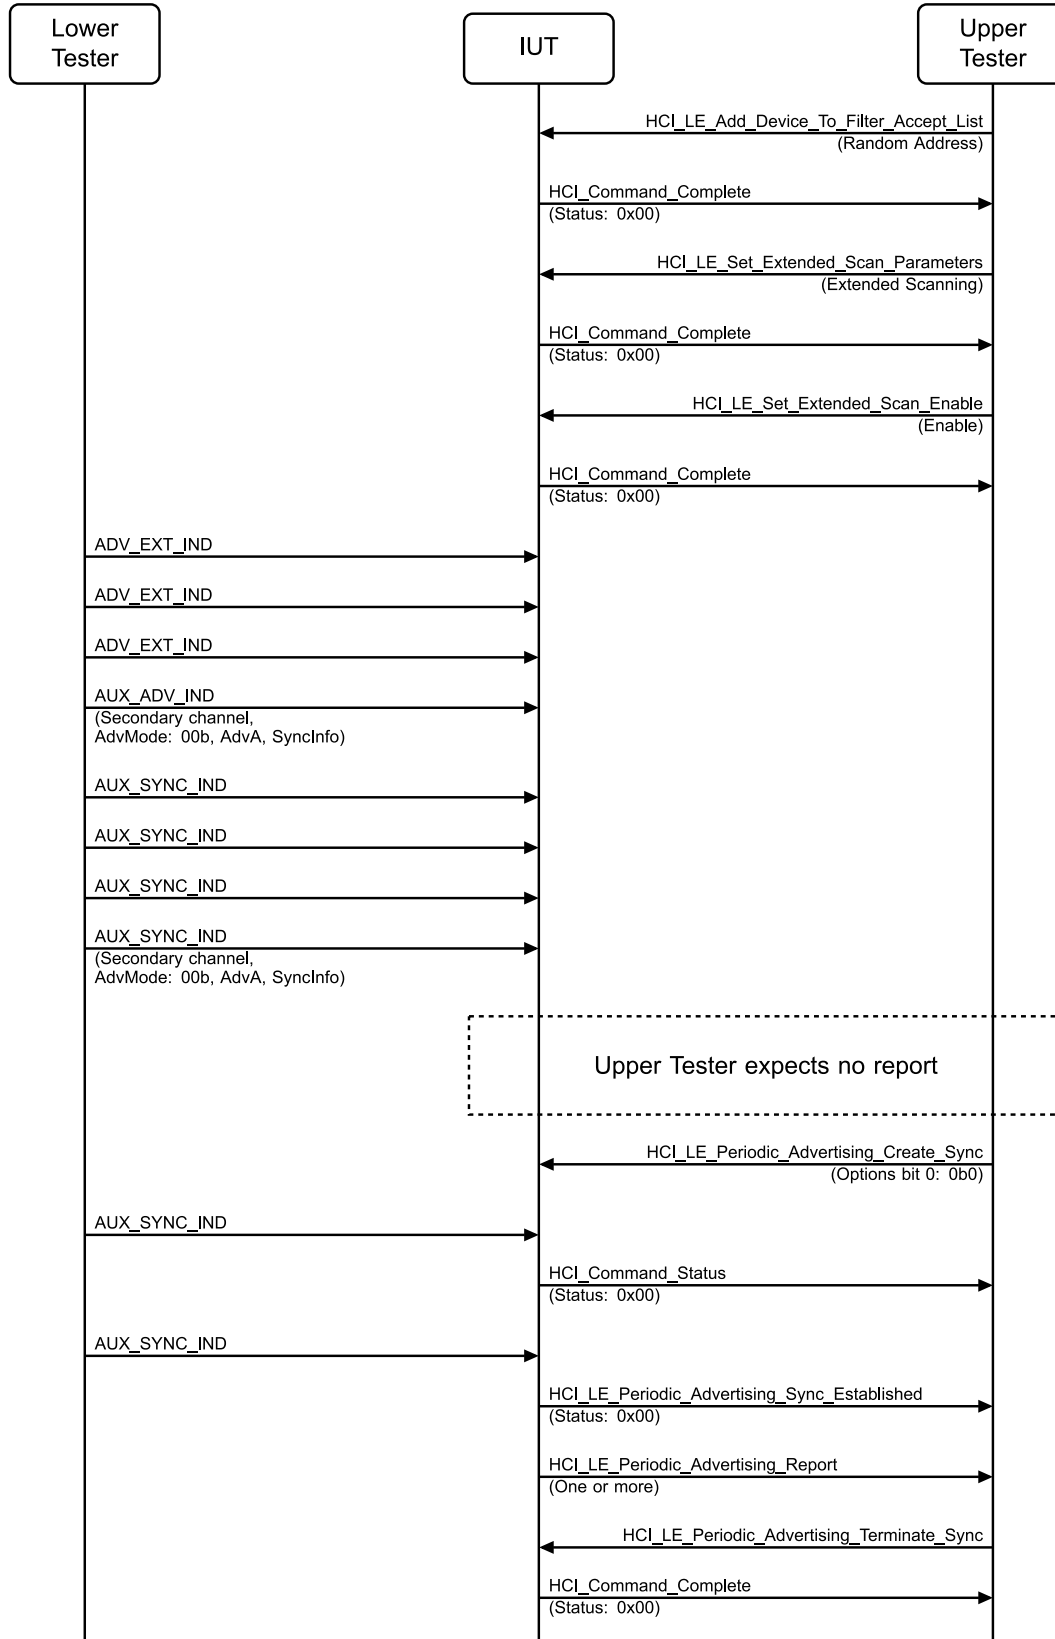 Lower
Tester
IUT
Upper
Tester
HCI_LE_Add_Device_To_Filter_Accept_List
(Random Address)
HCI_Command_Complete
(Status: 0x00)
HCI_LE_Set_Extended_Scan_Parameters
(Extended Scanning)
HCI_Command_Complete
(Status: 0x00)
HCI_LE_Set_Extended_Scan_Enable
(Enable)
HCI_Command_Complete
(Status: 0x00)
ADV_EXT_IND
ADV_EXT_IND
ADV_EXT_IND
AUX_ADV_IND
(Secondary channel,
AdvMode: 00b, AdvA, SyncInfo)
AUX_SYNC_IND
AUX_SYNC_IND
AUX_SYNC_IND
AUX_SYNC_IND
(Secondary channel,
AdvMode: 00b, AdvA, SyncInfo)
Upper Tester expects no report
HCI_LE_Periodic_Advertising_Create_Sync
(Options bit 0: 0b0)
AUX_SYNC_IND
HCI_Command_Status
(Status: 0x00)
AUX_SYNC_IND
HCI_LE_Periodic_Advertising_Sync_Established
(Status: 0x00)
HCI_LE_Periodic_Advertising_Report
(One or more)
HCI_LE_Periodic_Advertising_Terminate_Sync
HCI_Command_Complete
(Status: 0x00)